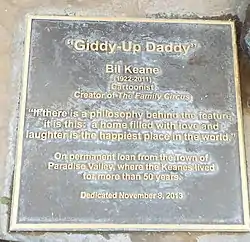 "Giddy-Up Daddy"
Bil Keane
(1922-2011)
Cartoonist
Creator of The Family Circus
"If there is a philosophy behind the feature,
it is this: a home filled with love and
laughter is the happiest place in the world."
On permanent loan from the Town of
Paradise Valley, where the Keanes lived
for more than 50 years.
Dedicated November 8, 2013